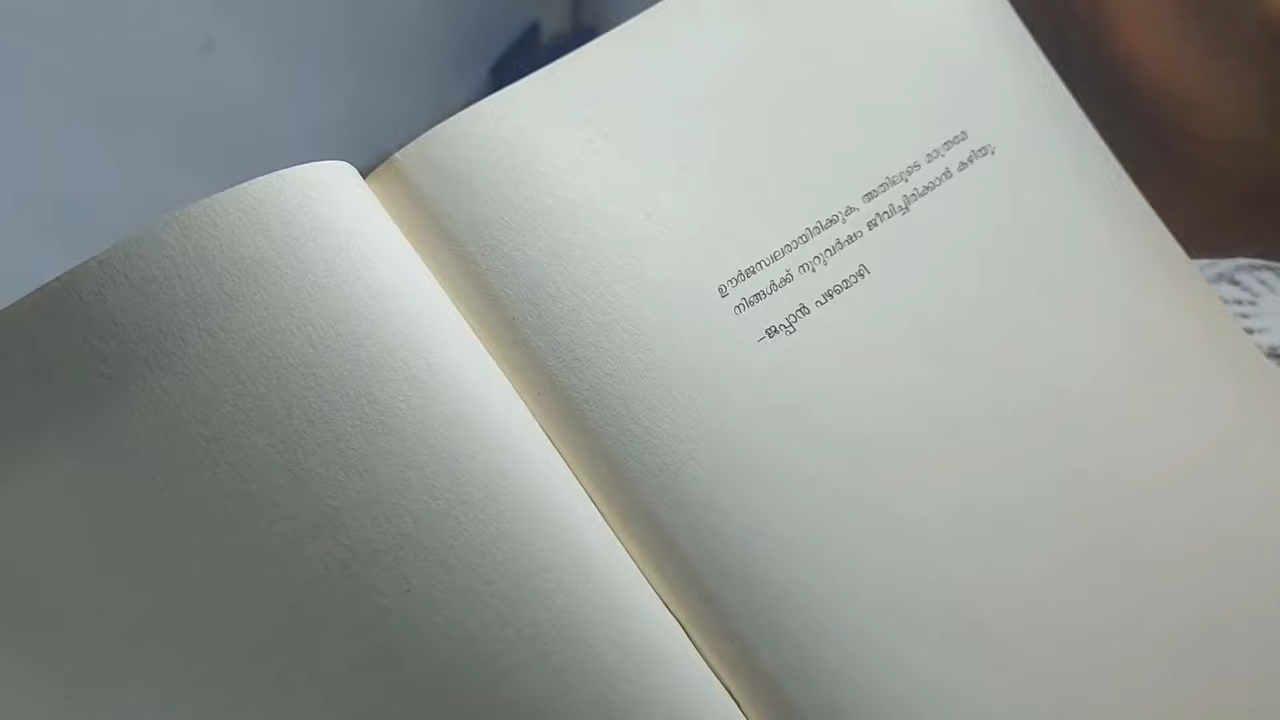 ഊർജസ്വലരായിരിക്കുക, അതിലൂടെ മാത്രമേ
നിങ്ങൾക്ക് നൂറുവർഷം ജീവിച്ചിരിക്കാൻ കഴിയൂ.
–ജപ്പാൻ പഴമൊഴി